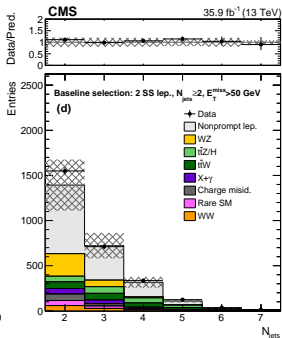 CMS 35.9 fb⁻¹ (13 TeV)
Data/Pred.
2
1.5
1
0.5
0
Entries
2500
2000
1500
1000
500
0
Baseline selection: 2 SS lep., N_jets ≥2, E_T^miss>50 GeV
(d)
Data
Nonprompt lep.
WZ
tt̄Z/H
tt̄W
X+γ
Charge misid.
Rare SM
WW
2 3 4 5 6 7
N_jets